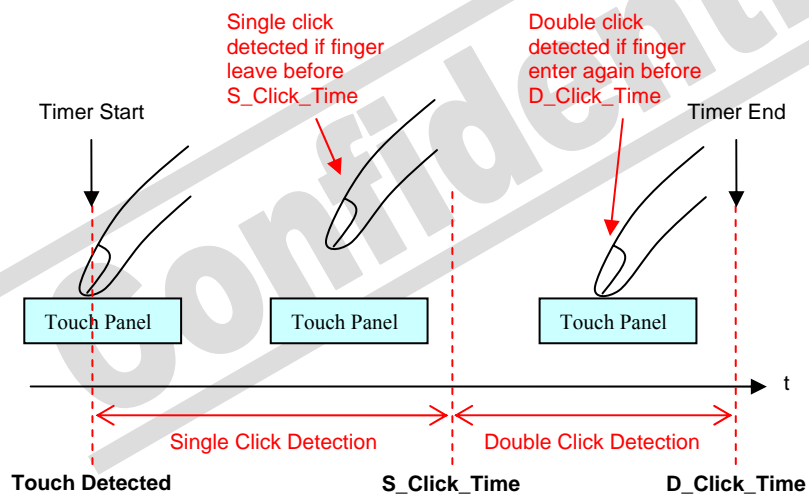 Single click
detected if finger
leave before
S_Click_Time
Double click
detected if finger
enter again before
D_Click_Time
Timer Start
Timer End
Touch Panel
Touch Panel
Touch Panel
t
Single Click Detection
Double Click Detection
Touch Detected
S_Click_Time
D_Click_Time